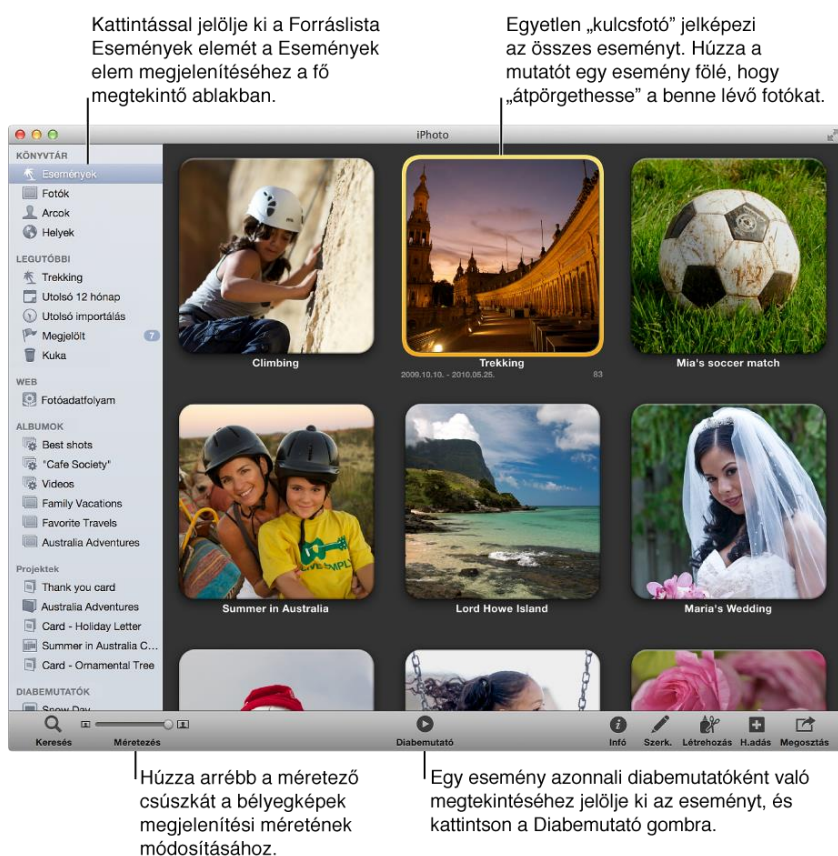 Kattintással jelölje ki a Forráslista
Események elemét a Események
elem megjelenítéséhez a fő
megtekintő ablakban.
Egyetlen „kulcsfotó” jelképezi
az összes eseményt. Húzza a
mutatót egy esemény fölé, hogy
„átpörgethesse” a benne lévő fotókat.
iPhoto
KÖNYVTÁR
Események
Fotók
Arcok
Helyek
LEGUTÓBBI
Trekking
Utolsó 12 hónap
Utolsó importálás
Megjelölt 7
Kuka
WEB
Fotóadatfolyam
ALBUMOK
Best shots
"Cafe Society"
Videos
Family Vacations
Favorite Travels
Australia Adventures
Projektek
Thank you card
Australia Adventures
Card - Holiday Letter
Summer in Australia C...
Card - Ornamental Tree
DIABEMUTATÓK
Snow Day
Climbing
Trekking
2009.10.10. - 2010.05.25. 83
Mia's soccer match
Summer in Australia
Lord Howe Island
Maria's Wedding
Keresés
Méretezés
Diabemutató
Infó
Szerk.
Létrehozás
H.adás
Megosztás
Húzza arrébb a méretező
csúszkát a bélyegképek
megjelenítési méretének
módosításához.
Egy esemény azonnali diabemutatóként való
megtekintéséhez jelölje ki az eseményt, és
kattintson a Diabemutató gombra.